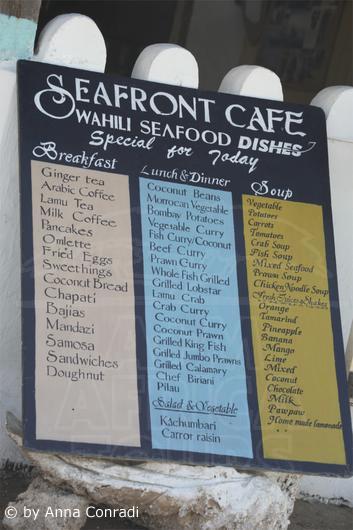 SEAFRONT CAFE
SWAHILI SEAFOOD DISHES
Special for Today
Breakfast
Ginger tea
Arabic Coffee
Lamu Tea
Milk Coffee
Pancakes
Omlette
Fried Eggs
Sweethings
Coconut Bread
Chapati
Bajias
Mandazi
Samosa
Sandwiches
Doughnut
Lunch & Dinner
Coconut Beans
Morrocan Vegetable
Bombay Potatoes
Vegetable Curry
Fish Curry/Coconut
Beef Curry
Prawn Curry
Whole Fish Grilled
Grilled Lobstar
Lamu Crab
Crab Curry
Coconut Curry
Coconut Prawn
Grilled King Fish
Grilled Jumbo Prawns
Grilled Calamary
Chef Biriani
Pilau
Salad & Vegetable
Kachumbari
Carror raisin
Soup
Vegetable
Potatoes
Carrots
Tomatoes
Crab Soup
Fish Soup
Mixed Seafood
Prawn Soup
Chicken Noodle Soup
Fresh Juices & Shakes
Orange
Tamarind
Pineapple
Banana
Mango
Lime
Mixed
Coconut
Chocolate
Milk
Pawpaw
Home made lemonade
© by Anna Conradi